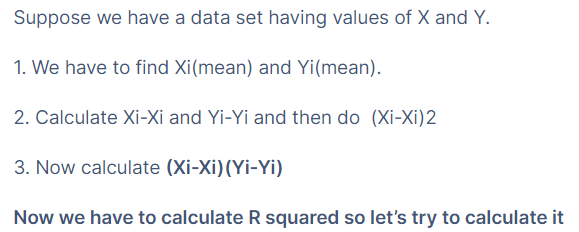 Suppose we have a data set having values of X and Y.
1. We have to find Xi(mean) and Yi(mean).
2. Calculate Xi-Xi and Yi-Yi and then do  (Xi-Xi)2
3. Now calculate (Xi-Xi)(Yi-Yi)
Now we have to calculate R squared so let’s try to calculate it